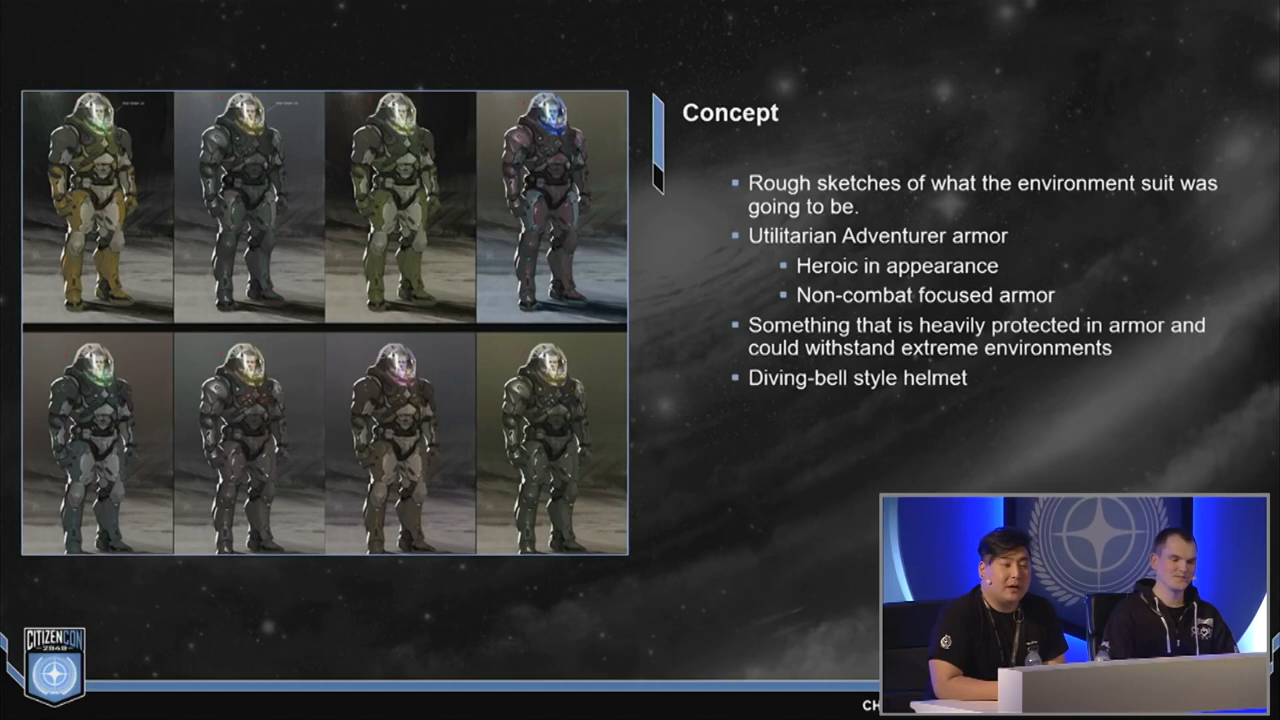 Concept
Rough sketches of what the environment suit was
going to be.
Utilitarian Adventurer armor
Heroic in appearance
Non-combat focused armor
Something that is heavily protected in armor and
could withstand extreme environments
Diving-bell style helmet
CITIZENCON
2948
CH